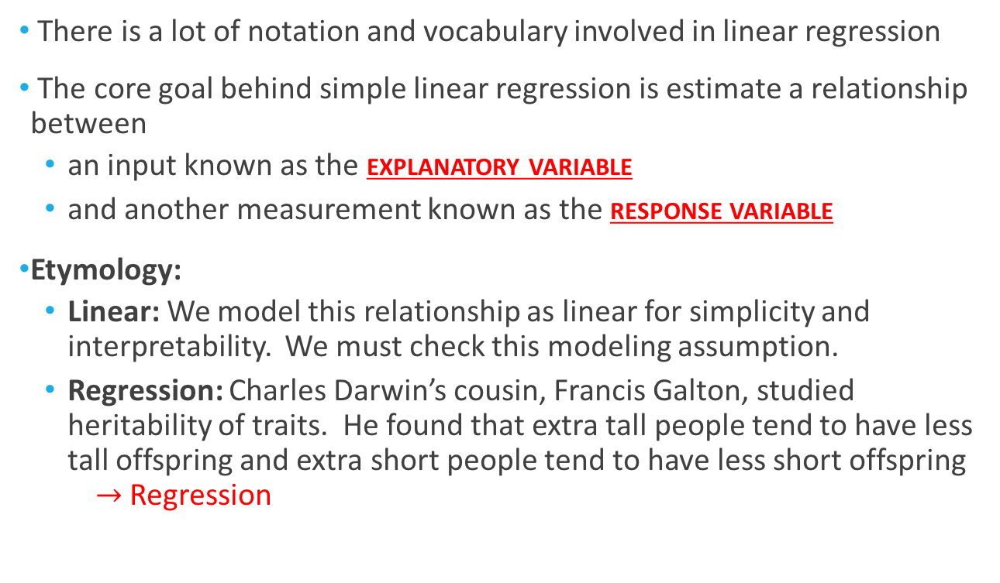 • There is a lot of notation and vocabulary involved in linear regression
• The core goal behind simple linear regression is estimate a relationship
between
• an input known as the EXPLANATORY VARIABLE
• and another measurement known as the RESPONSE VARIABLE
•Etymology:
• Linear: We model this relationship as linear for simplicity and
interpretability. We must check this modeling assumption.
• Regression: Charles Darwin’s cousin, Francis Galton, studied
heritability of traits. He found that extra tall people tend to have less
tall offspring and extra short people tend to have less short offspring
→ Regression